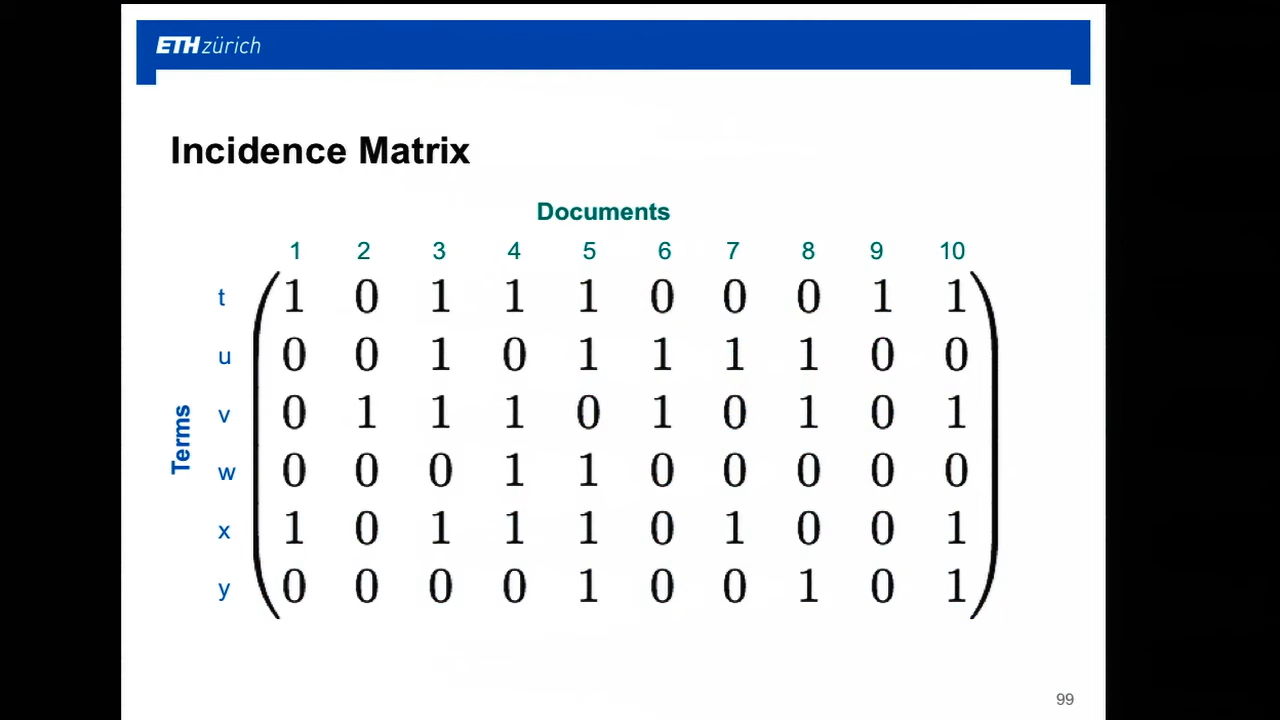 ETH zürich
Incidence Matrix
Documents
1 2 3 4 5 6 7 8 9 10
t 1 0 1 1 1 0 0 0 1 1
u 0 0 1 0 1 1 1 1 0 0
Terms
v 0 1 1 1 0 1 0 1 0 1
w 0 0 0 1 1 0 0 0 0 0
x 1 0 1 1 1 0 1 0 0 1
y 0 0 0 0 1 0 0 1 0 1
99